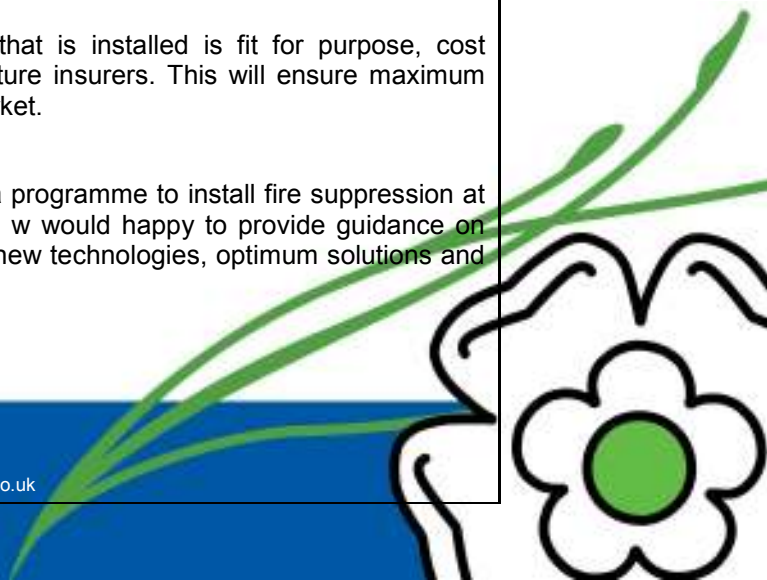 that is installed is fit for purpose, cost
ture insurers. This will ensure maximum
ket.
programme to install fire suppression at
w would happy to provide guidance on
new technologies, optimum solutions and
o.uk